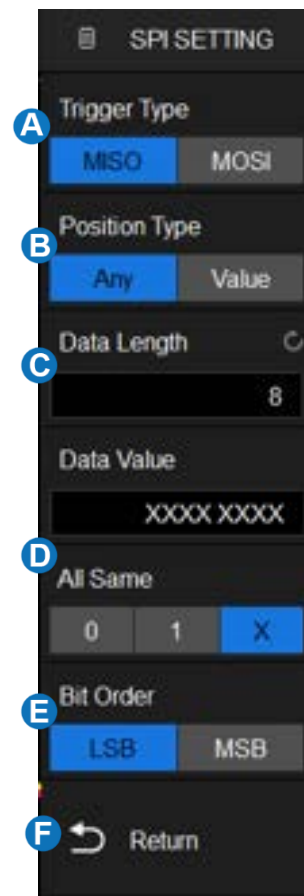 SPI SETTING
A
Trigger Type
MISO MOSI
B
Position Type
Any Value
Data Length
C
8
Data Value
XXXX XXXX
D
All Same
0 1 X
Bit Order
E
LSB MSB
F Return